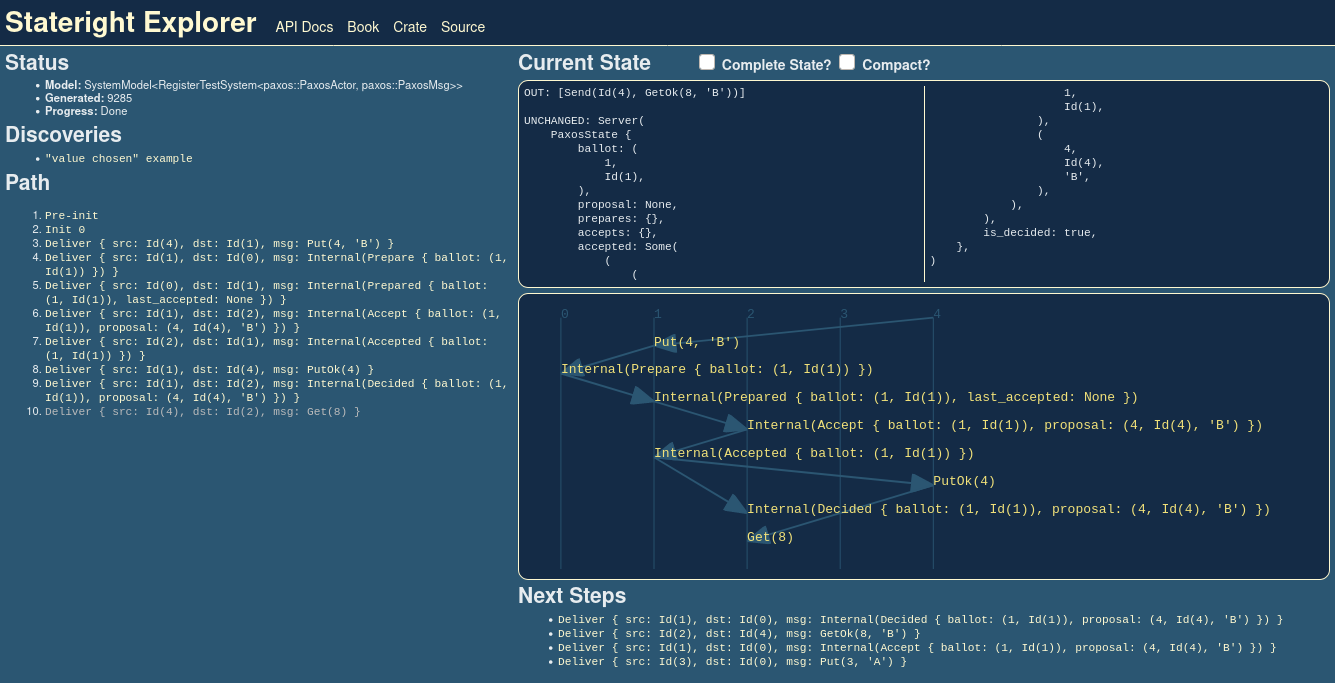 Stateright Explorer API Docs Book Crate Source
Status
• Model: SystemModel<RegisterTestSystem<paxos::PaxosActor, paxos::PaxosMsg>>
• Generated: 9285
• Progress: Done
Discoveries
• "value chosen" example
Path
1. Pre-init
2. Init 0
3. Deliver { src: Id(4), dst: Id(1), msg: Put(4, 'B') }
4. Deliver { src: Id(1), dst: Id(0), msg: Internal(Prepare { ballot: (1,
Id(1)) }) }
5. Deliver { src: Id(0), dst: Id(1), msg: Internal(Prepared { ballot:
(1, Id(1)), last_accepted: None }) }
6. Deliver { src: Id(1), dst: Id(2), msg: Internal(Accept { ballot: (1,
Id(1)), proposal: (4, Id(4), 'B') }) }
7. Deliver { src: Id(2), dst: Id(1), msg: Internal(Accepted { ballot:
(1, Id(1)) }) }
8. Deliver { src: Id(1), dst: Id(4), msg: PutOk(4) }
9. Deliver { src: Id(1), dst: Id(2), msg: Internal(Decided { ballot: (1,
Id(1)), proposal: (4, Id(4), 'B') }) }
10. Deliver { src: Id(4), dst: Id(2), msg: Get(8) }
Current State Complete State? Compact?
OUT: [Send(Id(4), GetOk(8, 'B'))]
UNCHANGED: Server(
PaxosState {
ballot: (
1,
Id(1),
),
proposal: None,
prepares: {},
accepts: {},
accepted: Some(
(
(
1,
Id(1),
),
(
4,
Id(4),
'B',
),
),
),
is_decided: true,
},
)
0 1 2 3 4
Put(4, 'B')
Internal(Prepare { ballot: (1, Id(1)) })
Internal(Prepared { ballot: (1, Id(1)), last_accepted: None })
Internal(Accept { ballot: (1, Id(1)), proposal: (4, Id(4), 'B') })
Internal(Accepted { ballot: (1, Id(1)) })
PutOk(4)
Internal(Decided { ballot: (1, Id(1)), proposal: (4, Id(4), 'B') })
Get(8)
Next Steps
• Deliver { src: Id(1), dst: Id(0), msg: Internal(Decided { ballot: (1, Id(1)), proposal: (4, Id(4), 'B') }) }
• Deliver { src: Id(2), dst: Id(4), msg: GetOk(8, 'B') }
• Deliver { src: Id(1), dst: Id(0), msg: Internal(Accept { ballot: (1, Id(1)), proposal: (4, Id(4), 'B') }) }
• Deliver { src: Id(3), dst: Id(0), msg: Put(3, 'A') }